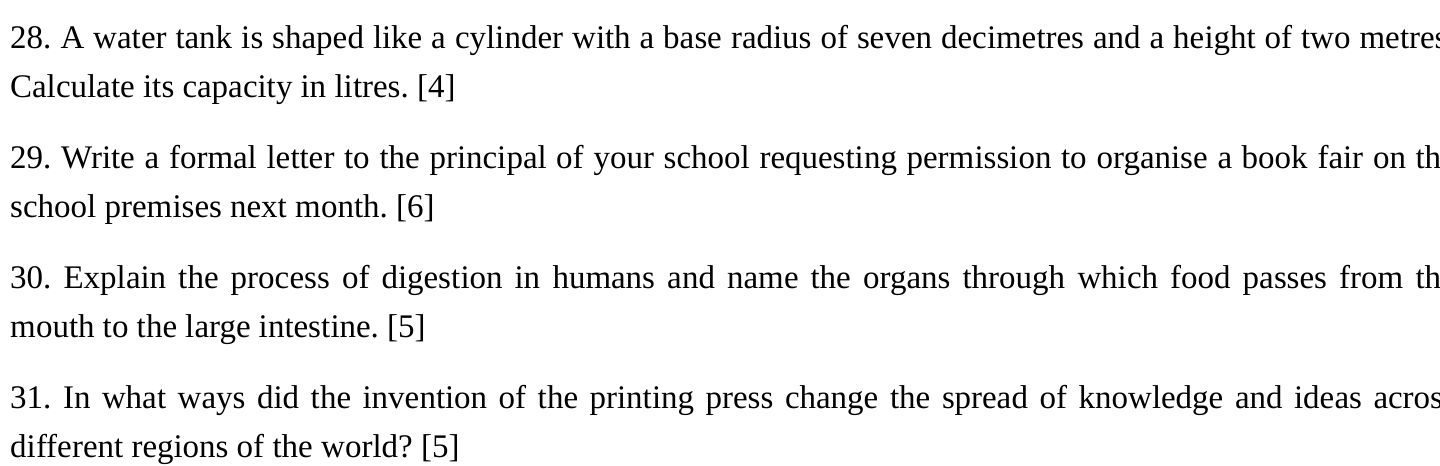 28. A water tank is shaped like a cylinder with a base radius of seven decimetres and a height of two metres
Calculate its capacity in litres. [4]
29. Write a formal letter to the principal of your school requesting permission to organise a book fair on th
school premises next month. [6]
30. Explain the process of digestion in humans and name the organs through which food passes from th
mouth to the large intestine. [5]
31. In what ways did the invention of the printing press change the spread of knowledge and ideas acros
different regions of the world? [5]